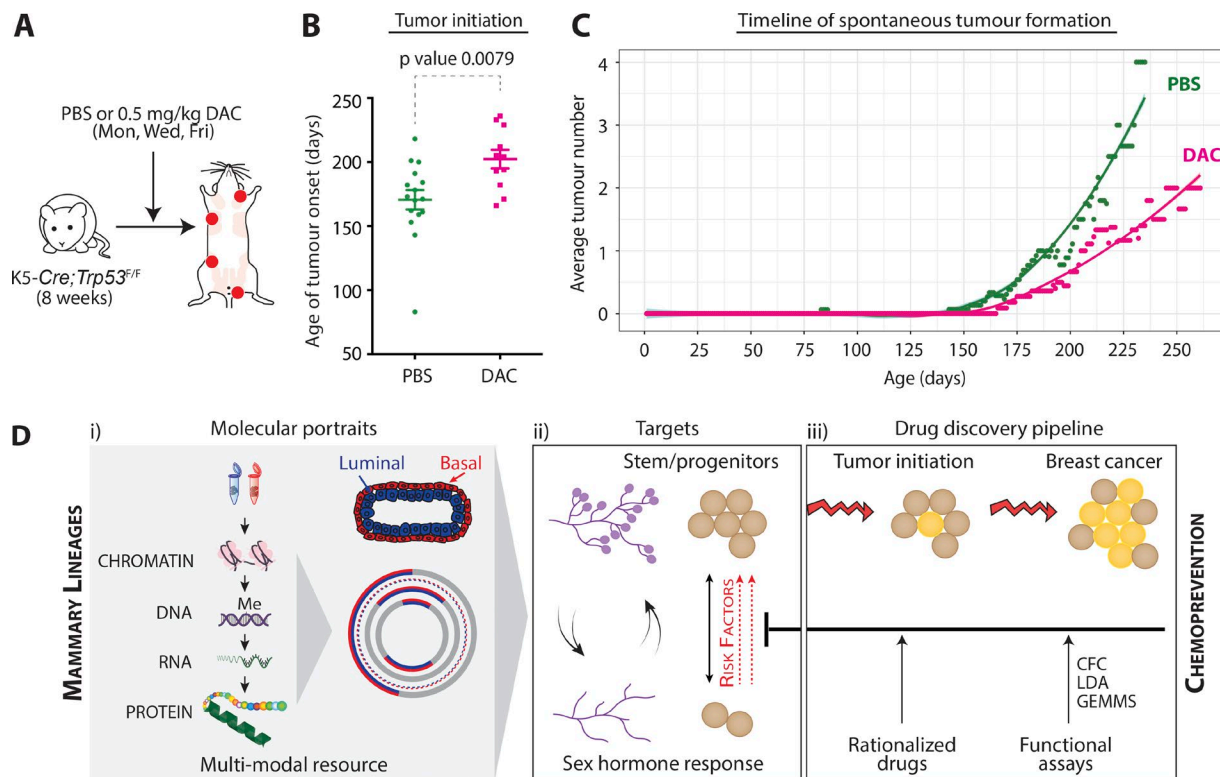 A
PBS or 0.5 mg/kg DAC
(Mon, Wed, Fri)
K5-Cre;Trp53F/F
(8 weeks)
B
Tumor initiation
p value 0.0079
Age of tumour onset (days)
250
200
150
100
50
PBS
DAC
C
Timeline of spontaneous tumour formation
Average tumour number
4
3
2
1
0
PBS
DAC
0
25
50
75
100
125
150
175
200
225
250
Age (days)
D
MAMMARY LINEAGES
i)
Molecular portraits
CHROMATIN
Me
DNA
RNA
PROTEIN
Luminal
Basal
Multi-modal resource
ii)
Targets
Stem/progenitors
RISK FACTORS
Sex hormone response
iii)
Drug discovery pipeline
Tumor initiation
Breast cancer
CFC
LDA
GEMMS
Rationalized
drugs
Functional
assays
CHEMOPREVENTION